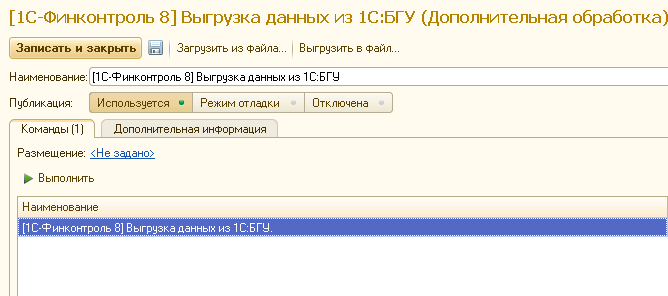 [1С-Финконтроль 8] Выгрузка данных из 1С:БГУ (Дополнительная обработка)
Записать и закрыть Загрузить из файла... Выгрузить в файл...
Наименование: [1С-Финконтроль 8] Выгрузка данных из 1С:БГУ
Публикация: Используется Режим отладки Отключена
Команды (1) Дополнительная информация
Размещение: <Не задано>
Выполнить
Наименование
[1С-Финконтроль 8] Выгрузка данных из 1С:БГУ.